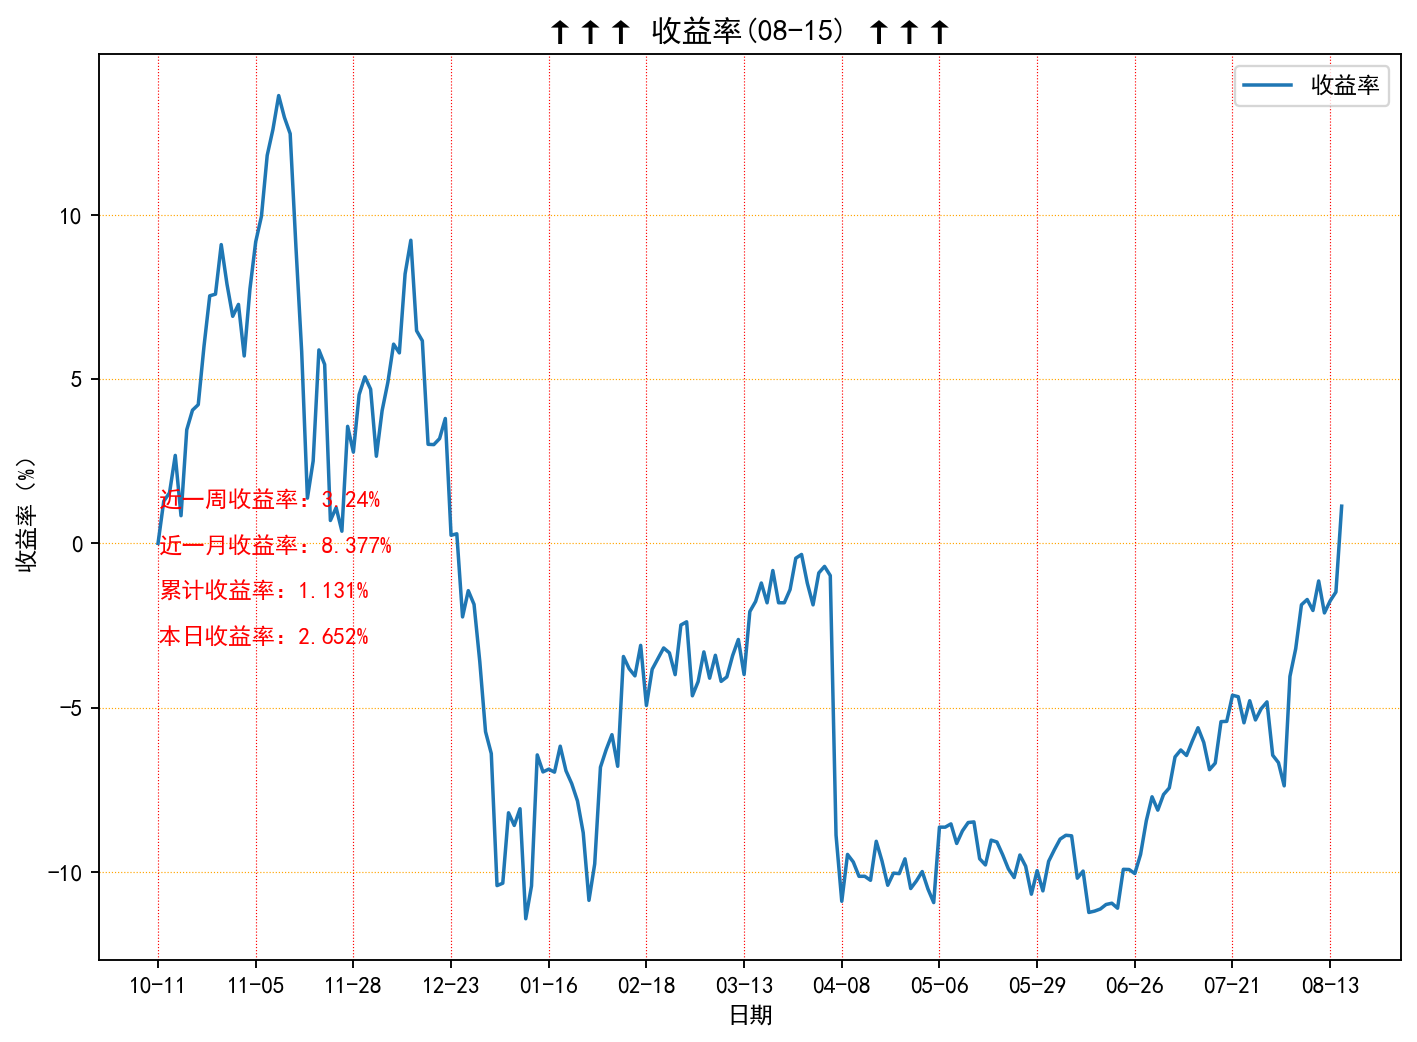 ↑↑↑ 收益率(08-15) ↑↑↑
收益率
10
5
0
-5
-10
收益率 (%)
近一周收益率: 3.24%
近一月收益率: 8.377%
累计收益率: 1.131%
本日收益率: 2.652%
10-11 11-05 11-28 12-23 01-16 02-18 03-13 04-08 05-06 05-29 06-26 07-21 08-13
日期